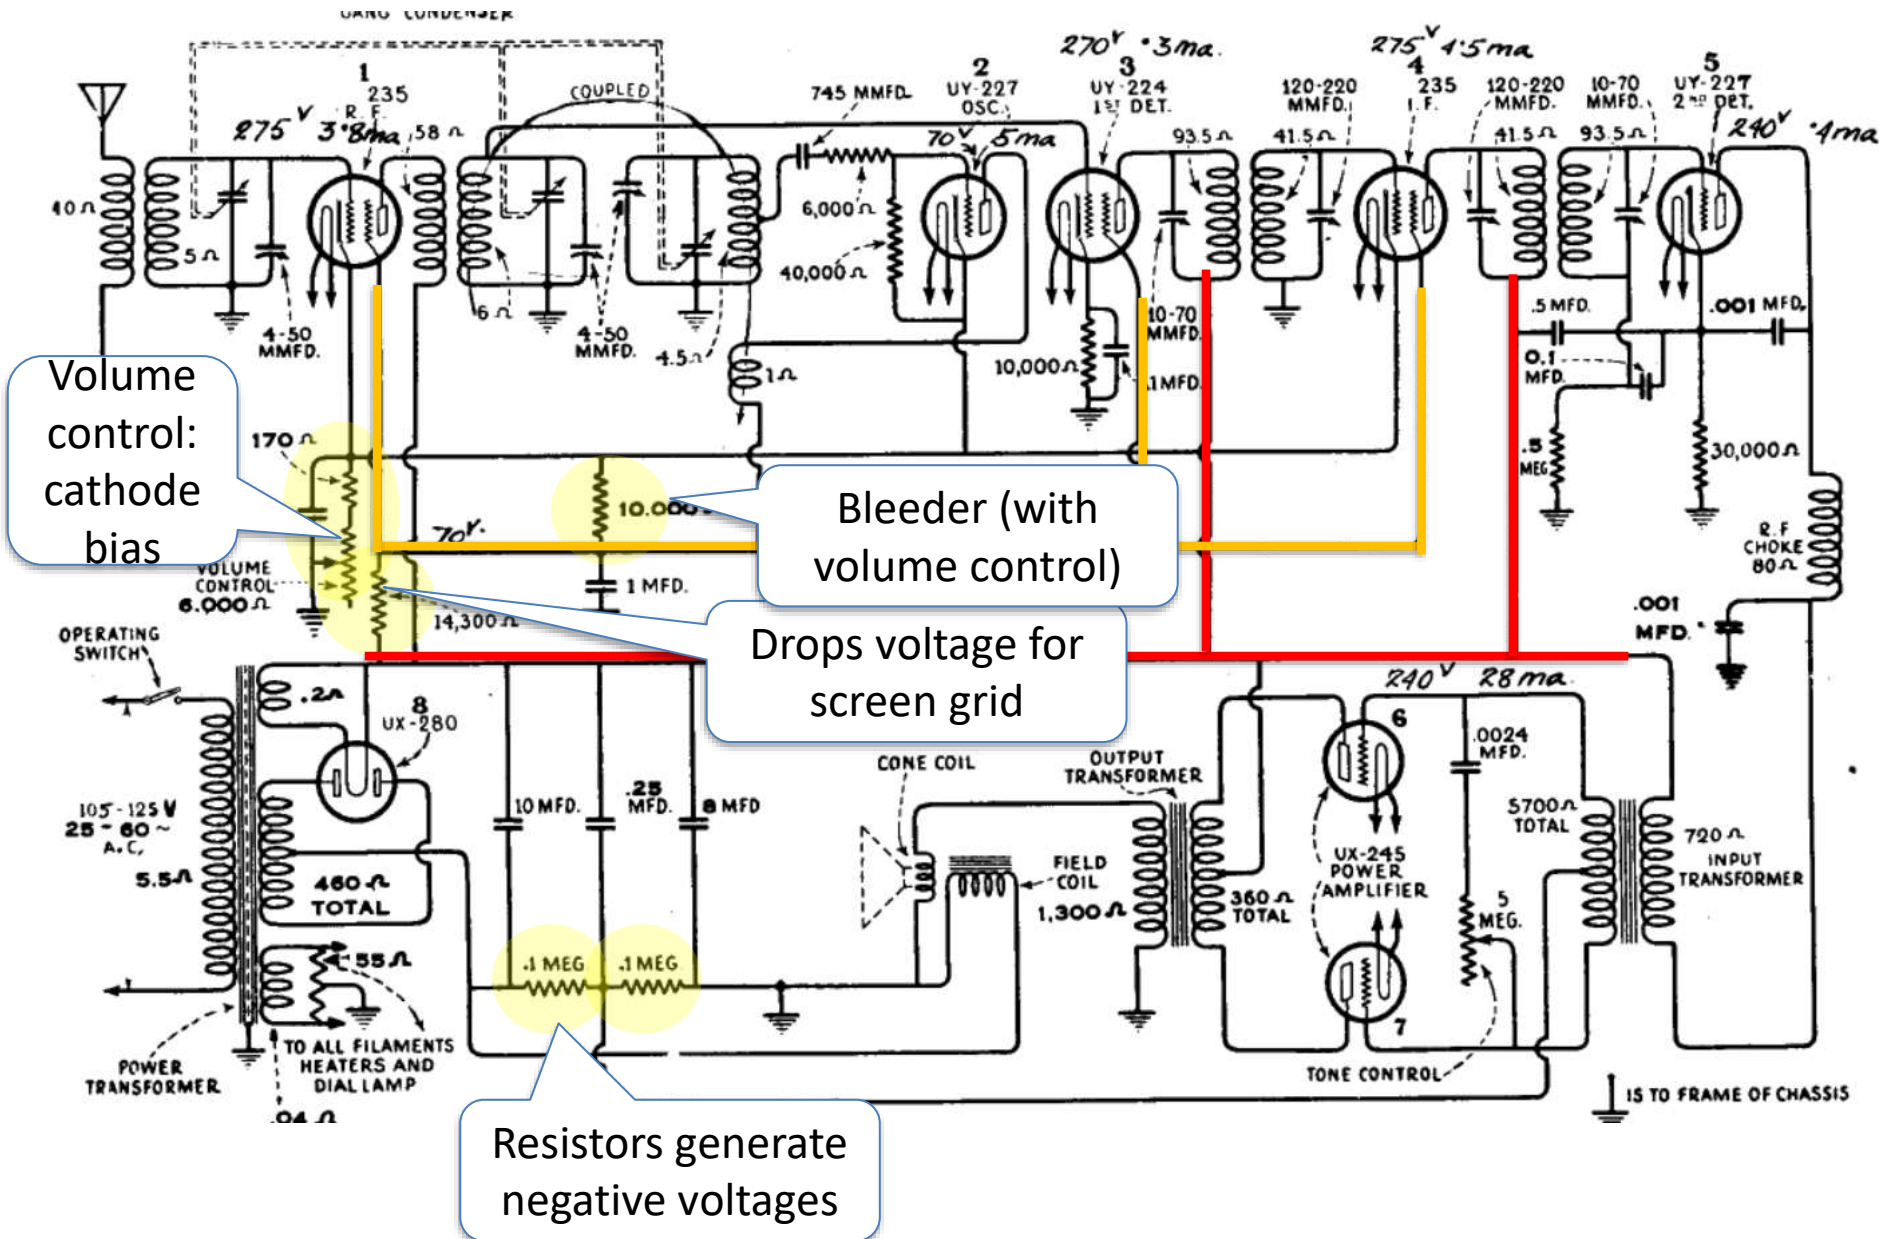 GANG CONDENSER
270V .3ma.
275V 4.5ma
1
235
R.F.
275V 3.8ma
58Ω
COUPLED
745 MMFD.
2
UY-227
OSC.
70V 5ma
3
UY-224
1ST DET.
93.5Ω
120-220
MMFD.
41.5Ω
4
235
I.F.
120-220
MMFD.
41.5Ω
10-70
MMFD.
93.5Ω
5
UY-227
2ND DET.
240V .4ma
10Ω
5Ω
4-50
MMFD.
6Ω
4-50
MMFD.
4.5Ω
6,000Ω
40,000Ω
1Ω
10,000Ω
.1MFD.
10-70
MMFD.
.5 MFD.
0.1
MFD.
.001 MFD.
.5
MEG
30,000Ω
R.F
CHOKE
80Ω
.001
MFD.
Volume
control:
cathode
bias
170Ω
VOLUME
CONTROL
6.000Ω
70V.
10.000
1 MFD.
14,300Ω
Bleeder (with
volume control)
Drops voltage for
screen grid
OPERATING
SWITCH
.2Ω
8
UX-280
105-125 V
25-60~
A.C,
5.5Ω
460Ω
TOTAL
.55Ω
POWER
TRANSFORMER
TO ALL FILAMENTS
HEATERS AND
DIAL LAMP
.04Ω
10 MFD.
.25
MFD.
8 MFD
.1 MEG
.1 MEG
CONE COIL
FIELD
COIL
1,300Ω
OUTPUT
TRANSFORMER
360Ω
TOTAL
240V 28ma.
6
UX-245
POWER
AMPLIFIER
7
.0024
MFD.
5
MEG.
TONE CONTROL
5700Ω
TOTAL
720Ω
INPUT
TRANSFORMER
IS TO FRAME OF CHASSIS
Resistors generate
negative voltages